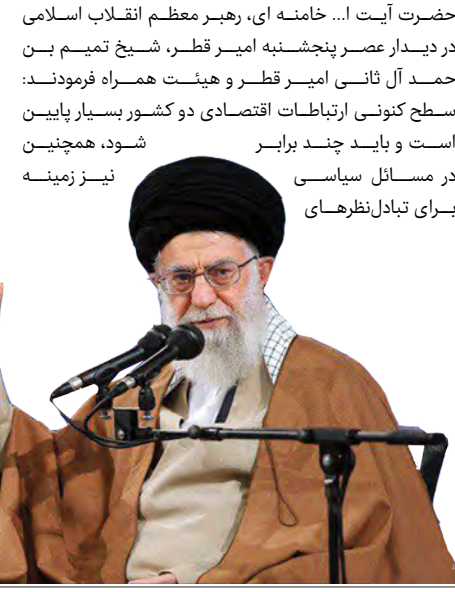 حضرت آیت ا... خامنه ای، رهبر معظم انقلاب اسلامی
در دیدار عصر پنجشنبه امیر قطر، شیخ تمیم بن
حمد آل ثانی امیر قطر و هیئت همراه فرمودند:
سطح کنونی ارتباطات اقتصادی دو کشور بسیار پایین
است و باید چند برابر شود، همچنین
در مسائل سیاسی نیز زمینه
برای تبادل‌نظرهای